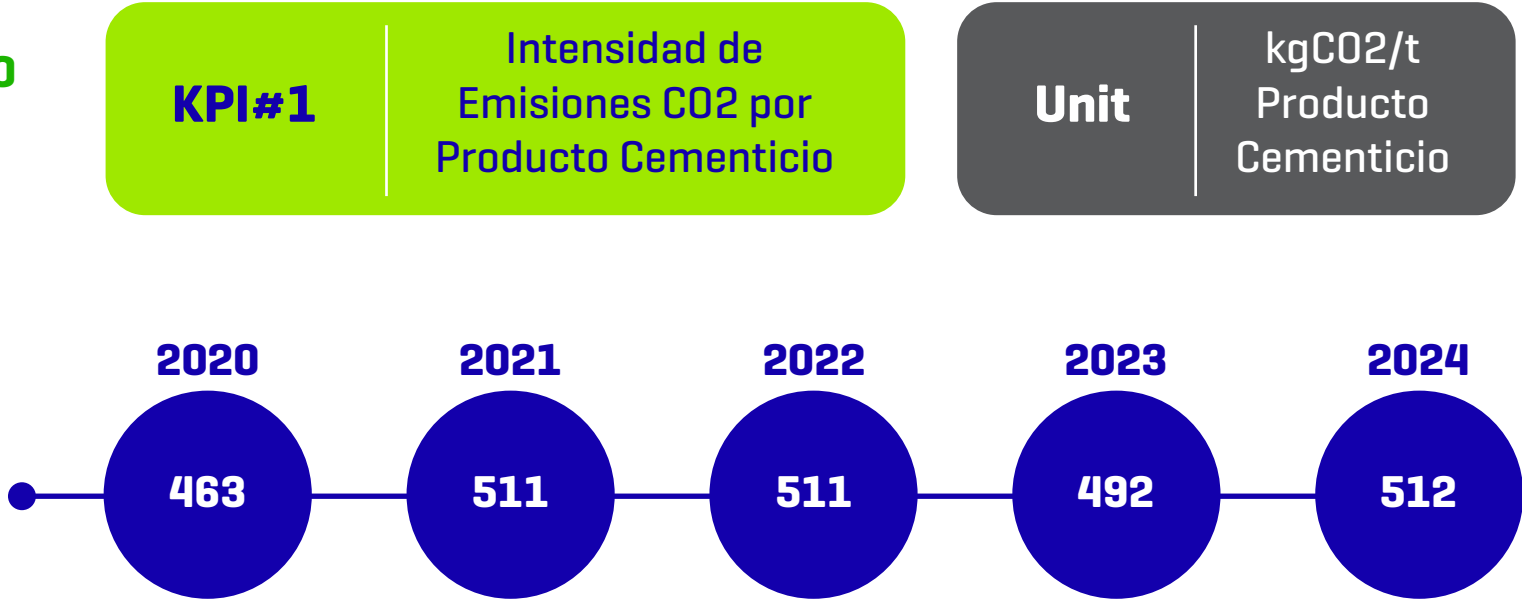 o
KPI#1
Intensidad de
Emisiones CO2 por
Producto Cementicio
Unit
kgCO2/t
Producto
Cementicio
2020 2021 2022 2023 2024
463 511 511 492 512